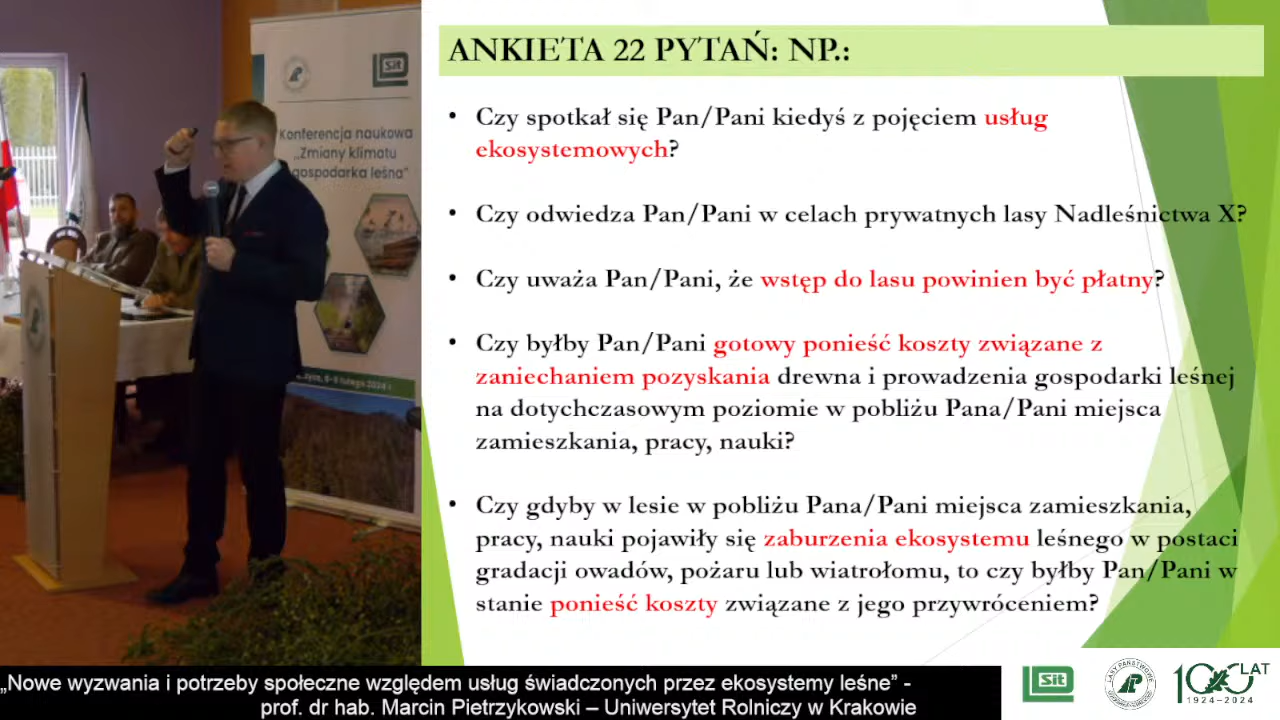 Sit
Konferencja naukowa
„Zmiany klimatu
gospodarka leśna"
ANKIETA 22 PYTAŃ: NP.:
• Czy spotkał się Pan/Pani kiedyś z pojęciem usług
ekosystemowych?
• Czy odwiedza Pan/Pani w celach prywatnych lasy Nadleśnictwa X?
• Czy uważa Pan/Pani, że wstęp do lasu powinien być płatny?
• Czy byłby Pan/Pani gotowy ponieść koszty związane z
zaniechaniem pozyskania drewna i prowadzenia gospodarki leśnej
na dotychczasowym poziomie w pobliżu Pana/Pani miejsca
zamieszkania, pracy, nauki?
• Czy gdyby w lesie w pobliżu Pana/Pani miejsca zamieszkania,
pracy, nauki pojawiły się zaburzenia ekosystemu leśnego w postaci
gradacji owadów, pożaru lub wiatrołomu, to czy byłby Pan/Pani w
stanie ponieść koszty związane z jego przywróceniem?
„Nowe wyzwania i potrzeby społeczne względem usług świadczonych przez ekosystemy leśne” -
prof. dr hab. Marcin Pietrzykowski – Uniwersytet Rolniczy w Krakowie
Sit
LASY PAŃSTWOWE
100 LAT
1924-2024